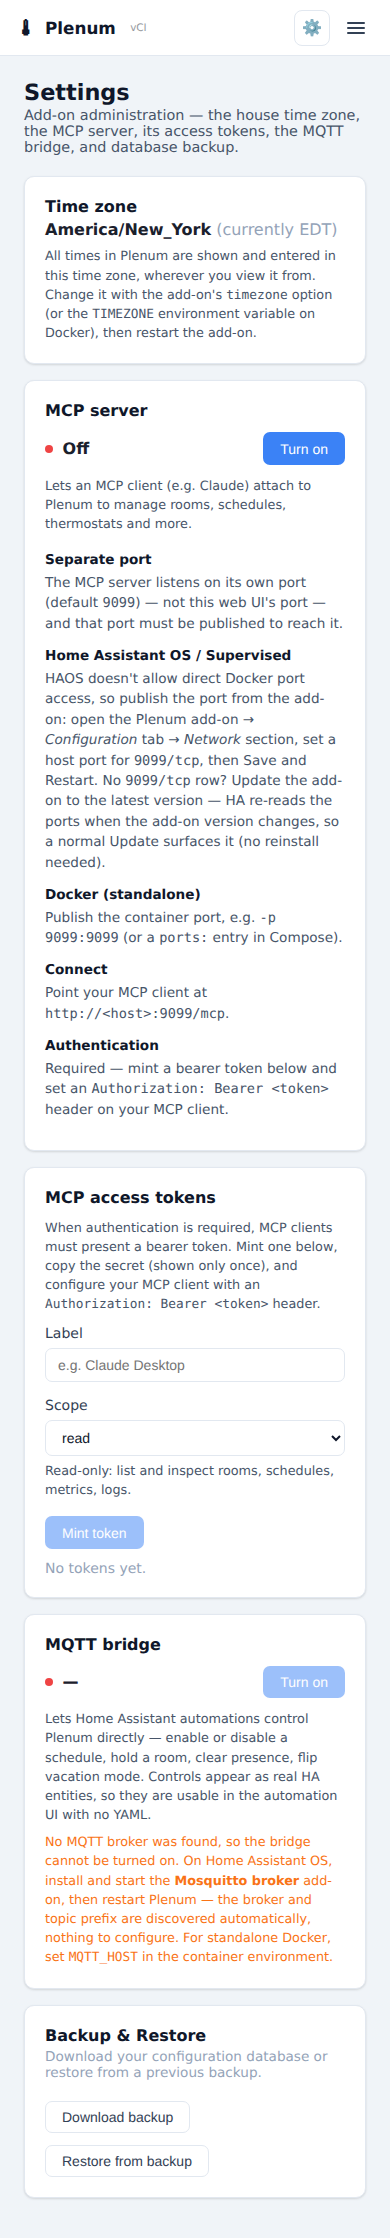 Plenum vCI
Settings
Add-on administration — the house time zone,
the MCP server, its access tokens, the MQTT
bridge, and database backup.
Time zone
America/New_York (currently EDT)
All times in Plenum are shown and entered in
this time zone, wherever you view it from.
Change it with the add-on's timezone option
(or the TIMEZONE environment variable on
Docker), then restart the add-on.
MCP server
Off
Turn on
Lets an MCP client (e.g. Claude) attach to
Plenum to manage rooms, schedules,
thermostats and more.
Separate port
The MCP server listens on its own port
(default 9099) — not this web UI's port —
and that port must be published to reach it.
Home Assistant OS / Supervised
HAOS doesn't allow direct Docker port
access, so publish the port from the add-
on: open the Plenum add-on →
Configuration tab → Network section, set a
host port for 9099/tcp, then Save and
Restart. No 9099/tcp row? Update the add-
on to the latest version — HA re-reads the
ports when the add-on version changes, so
a normal Update surfaces it (no reinstall
needed).
Docker (standalone)
Publish the container port, e.g. -p
9099:9099 (or a ports: entry in Compose).
Connect
Point your MCP client at
http://<host>:9099/mcp.
Authentication
Required — mint a bearer token below and
set an Authorization: Bearer <token>
header on your MCP client.
MCP access tokens
When authentication is required, MCP clients
must present a bearer token. Mint one below,
copy the secret (shown only once), and
configure your MCP client with an
Authorization: Bearer <token> header.
Label
e.g. Claude Desktop
Scope
read
Read-only: list and inspect rooms, schedules,
metrics, logs.
Mint token
No tokens yet.
MQTT bridge
—
Turn on
Lets Home Assistant automations control
Plenum directly — enable or disable a
schedule, hold a room, clear presence, flip
vacation mode. Controls appear as real HA
entities, so they are usable in the automation
UI with no YAML.
No MQTT broker was found, so the bridge
cannot be turned on. On Home Assistant OS,
install and start the Mosquitto broker add-
on, then restart Plenum — the broker and
topic prefix are discovered automatically,
nothing to configure. For standalone Docker,
set MQTT_HOST in the container environment.
Backup & Restore
Download your configuration database or
restore from a previous backup.
Download backup
Restore from backup